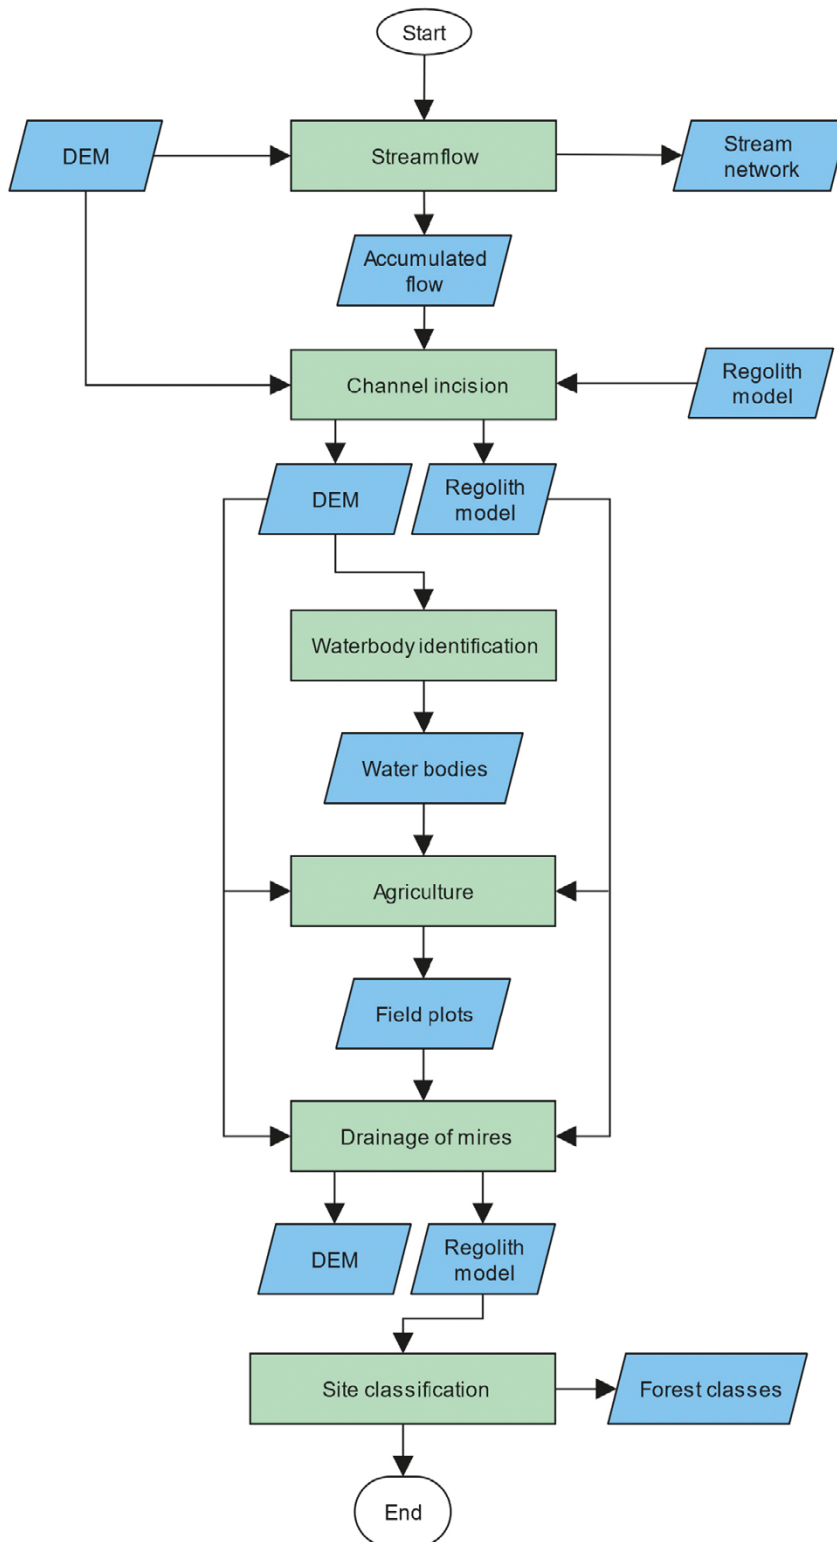 Start
DEM
Streamflow
Stream
network
Accumulated
flow
Channel incision
Regolith
model
DEM
Regolith
model
Waterbody identification
Water bodies
Agriculture
Field plots
Drainage of mires
DEM
Regolith
model
Site classification
Forest classes
End